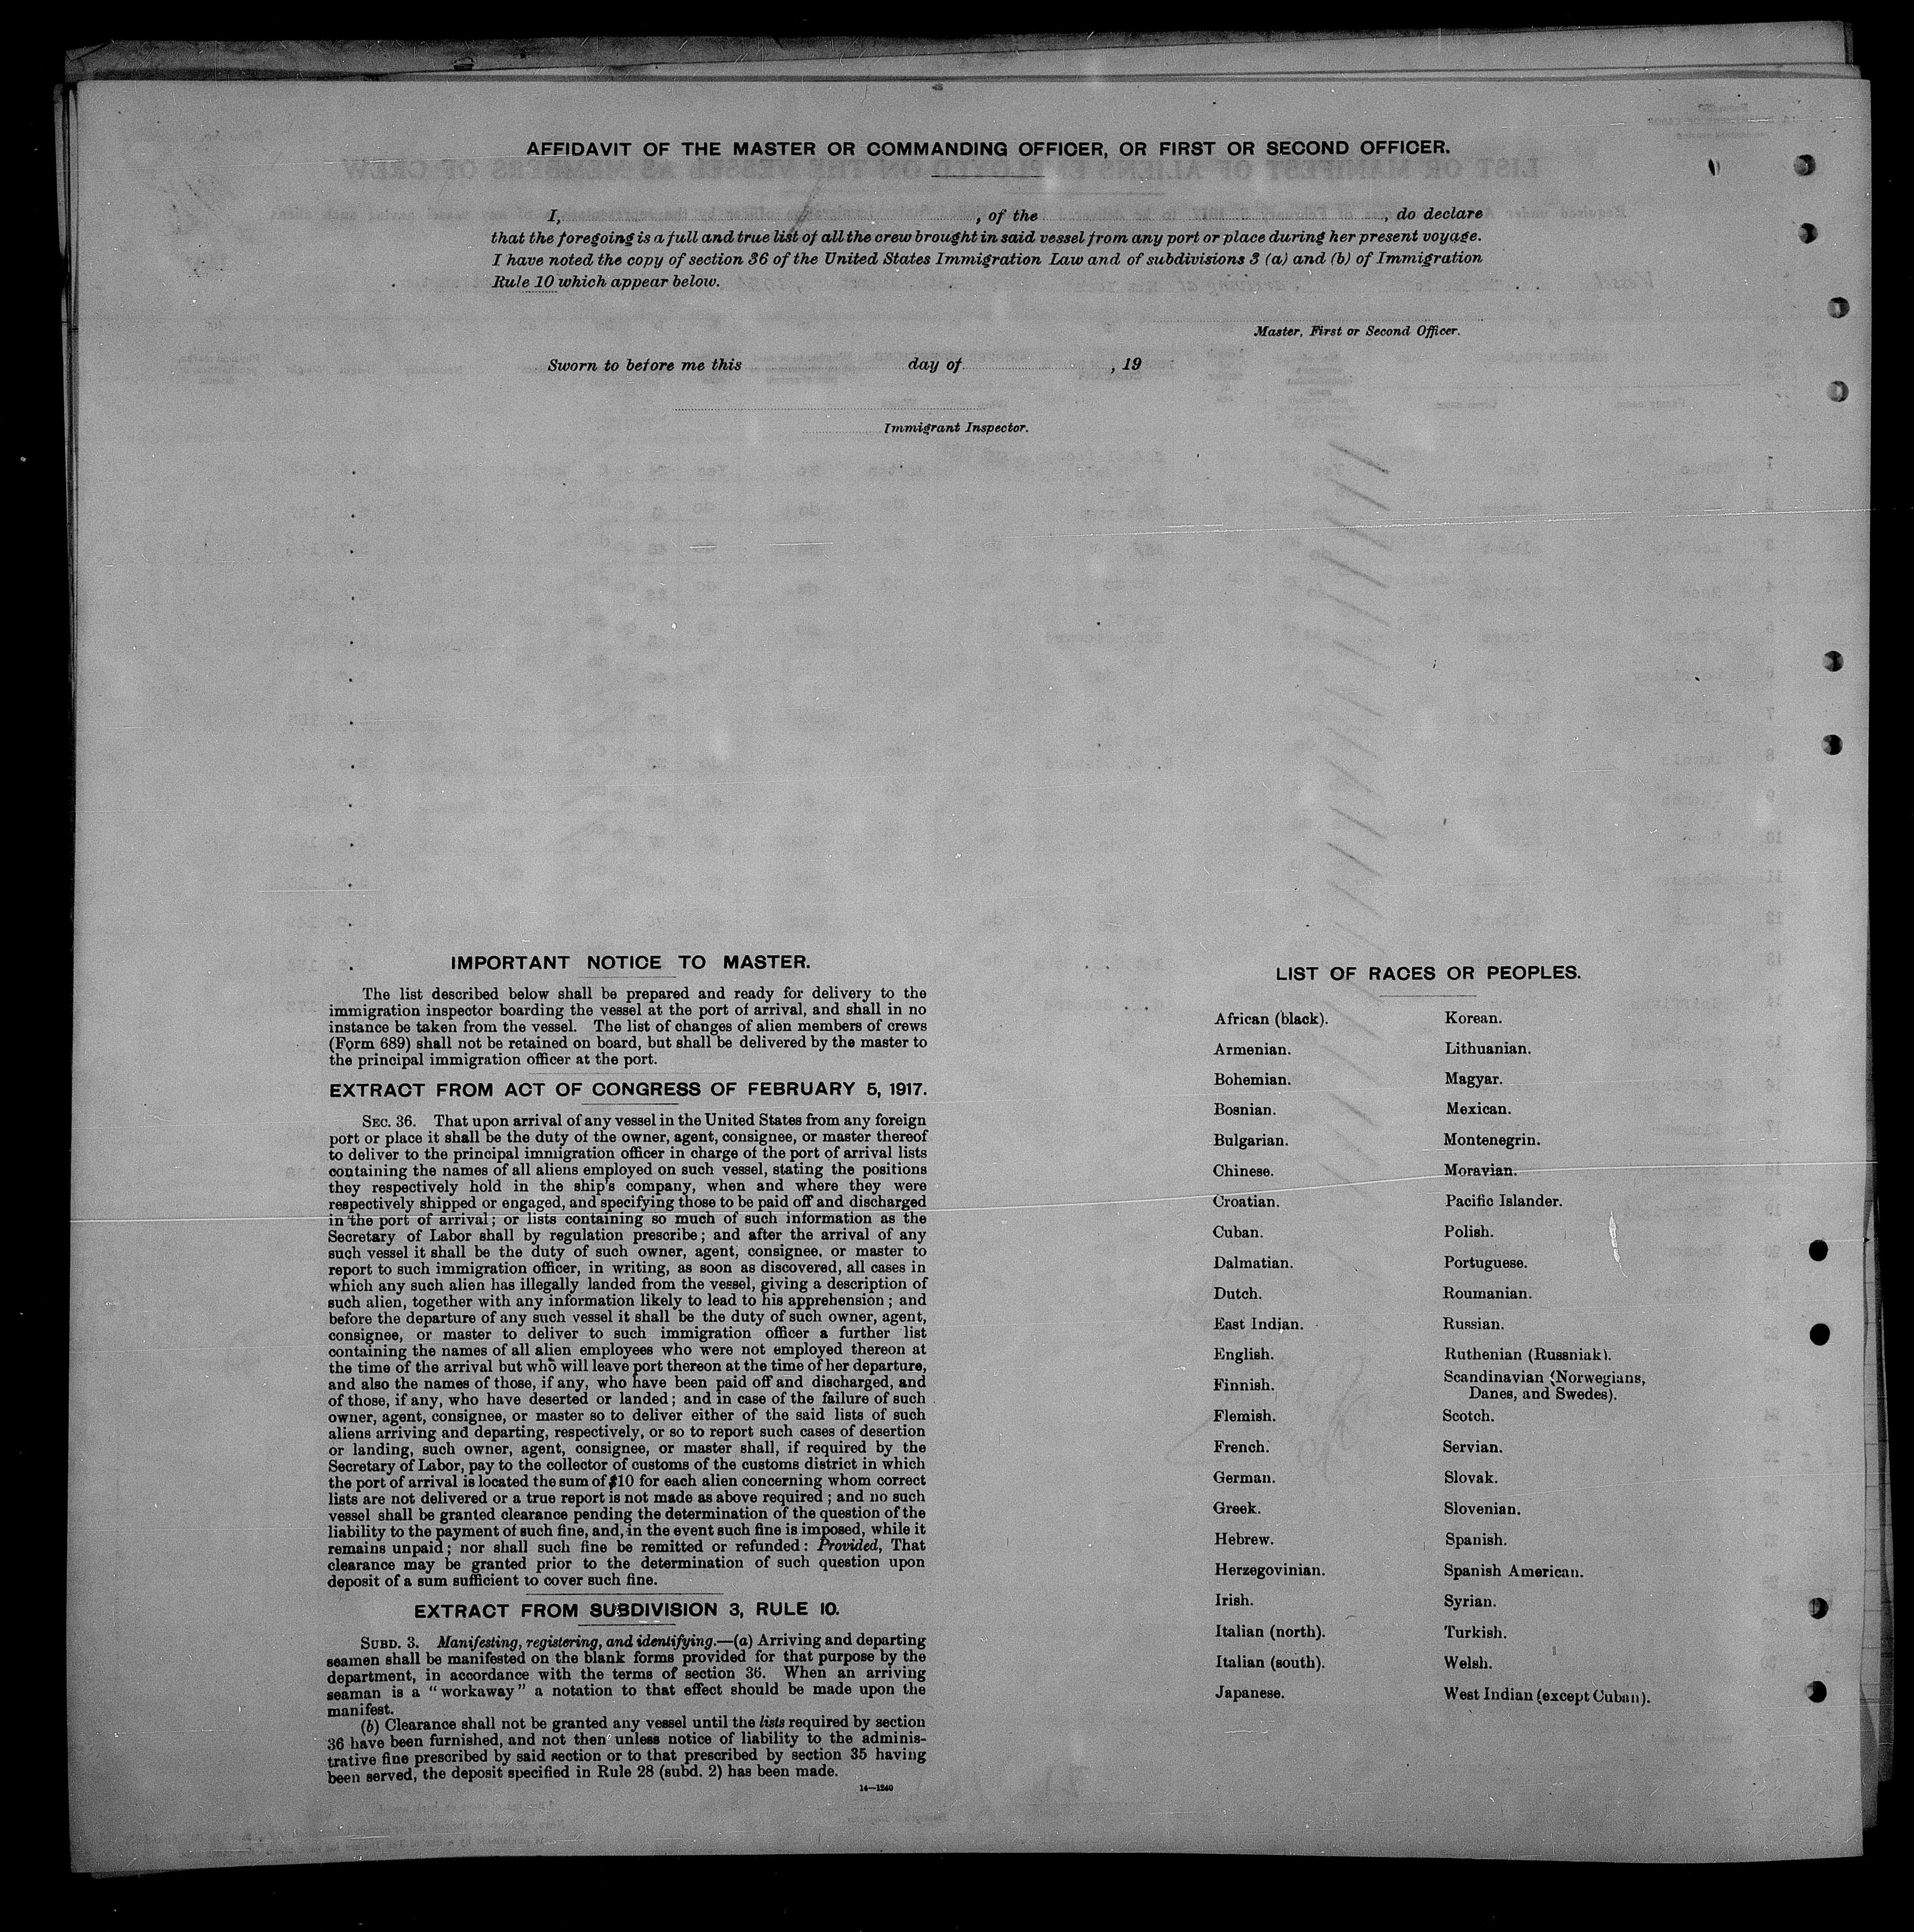 AFFIDAVIT OF THE MASTER OR COMMANDING OFFICER, OR FIRST OR SECOND OFFICER.
I, , of the , do declare
that the foregoing is a full and true list of all the crew brought in said vessel from any port or place during her present voyage.
I have noted the copy of section 36 of the United States Immigration Law and of subdivisions 3 (a) and (b) of Immigration
Rule 10 which appear below.
Master, First or Second Officer.
Sworn to before me this day of , 19
Immigrant Inspector.
IMPORTANT NOTICE TO MASTER.
The list described below shall be prepared and ready for delivery to the
immigration inspector boarding the vessel at the port of arrival, and shall in no
instance be taken from the vessel. The list of changes of alien members of crews
(Form 689) shall not be retained on board, but shall be delivered by the master to
the principal immigration officer at the port.
EXTRACT FROM ACT OF CONGRESS OF FEBRUARY 5, 1917.
SEC. 36. That upon arrival of any vessel in the United States from any foreign
port or place it shall be the duty of the owner, agent, consignee, or master thereof
to deliver to the principal immigration officer in charge of the port of arrival lists
containing the names of all aliens employed on such vessel, stating the positions
they respectively hold in the ship's company, when and where they were
respectively shipped or engaged, and specifying those to be paid off and discharged
in the port of arrival; or lists containing so much of such information as the
Secretary of Labor shall by regulation prescribe; and after the arrival of any
such vessel it shall be the duty of such owner, agent, consignee, or master to
report to such immigration officer, in writing, as soon as discovered, all cases in
which any such alien has illegally landed from the vessel, giving a description of
such alien, together with any information likely to lead to his apprehension; and
before the departure of any such vessel it shall be the duty of such owner, agent,
consignee, or master to deliver to such immigration officer a further list
containing the names of all alien employees who were not employed thereon at
the time of the arrival but who will leave port thereon at the time of her departure,
and also the names of those, if any, who have been paid off and discharged, and
of those, if any, who have deserted or landed; and in case of the failure of such
owner, agent, consignee, or master so to deliver either of the said lists of such
aliens arriving and departing, respectively, or so to report such cases of desertion
or landing, such owner, agent, consignee, or master shall, if required by the
Secretary of Labor, pay to the collector of customs of the customs district in which
the port of arrival is located the sum of $10 for each alien concerning whom correct
lists are not delivered or a true report is not made as above required; and no such
vessel shall be granted clearance pending the determination of the question of the
liability to the payment of such fine, and, in the event such fine is imposed, while it
remains unpaid; nor shall such fine be remitted or refunded: Provided, That
clearance may be granted prior to the determination of such question upon
deposit of a sum sufficient to cover such fine.
EXTRACT FROM SUBDIVISION 3, RULE 10.
SUBD. 3. Manifesting, registering, and identifying.—(a) Arriving and departing
seamen shall be manifested on the blank forms provided for that purpose by the
department, in accordance with the terms of section 36. When an arriving
seaman is a "workaway" a notation to that effect should be made upon the
manifest.
(b) Clearance shall not be granted any vessel until the lists required by section
36 have been furnished, and not then unless notice of liability to the adminis-
trative fine prescribed by said section or to that prescribed by section 35 having
been served, the deposit specified in Rule 28 (subd. 2) has been made.
14—1240
LIST OF RACES OR PEOPLES.
African (black). Korean.
Armenian. Lithuanian.
Bohemian. Magyar.
Bosnian. Mexican.
Bulgarian. Montenegrin.
Chinese. Moravian.
Croatian. Pacific Islander.
Cuban. Polish.
Dalmatian. Portuguese.
Dutch. Roumanian.
East Indian. Russian.
English. Ruthenian (Russniak).
Finnish. Scandinavian (Norwegians,
Danes, and Swedes).
Flemish. Scotch.
French. Servian.
German. Slovak.
Greek. Slovenian.
Hebrew. Spanish.
Herzegovinian. Spanish American.
Irish. Syrian.
Italian (north). Turkish.
Italian (south). Welsh.
Japanese. West Indian (except Cuban).